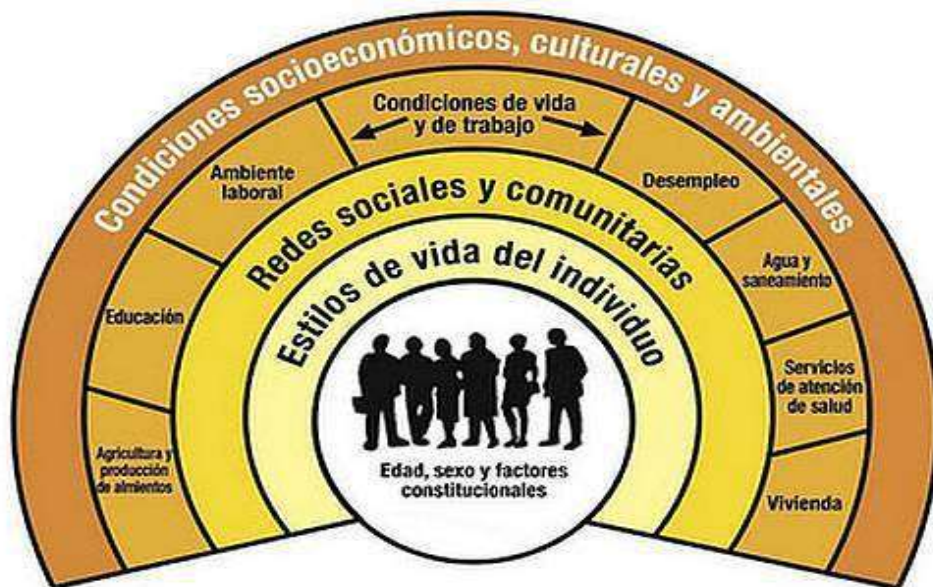 Condiciones socioeconómicos, culturales y ambientales
Condiciones de vida
y de trabajo
Ambiente
laboral
Desempleo
Educación
Agua y
saneamiento
Agricultura y
producción
de almientos
Servicios
de atención
de salud
Vivienda
Redes sociales y comunitarias
Estilos de vida del individuo
Edad, sexo y factores
constitucionales